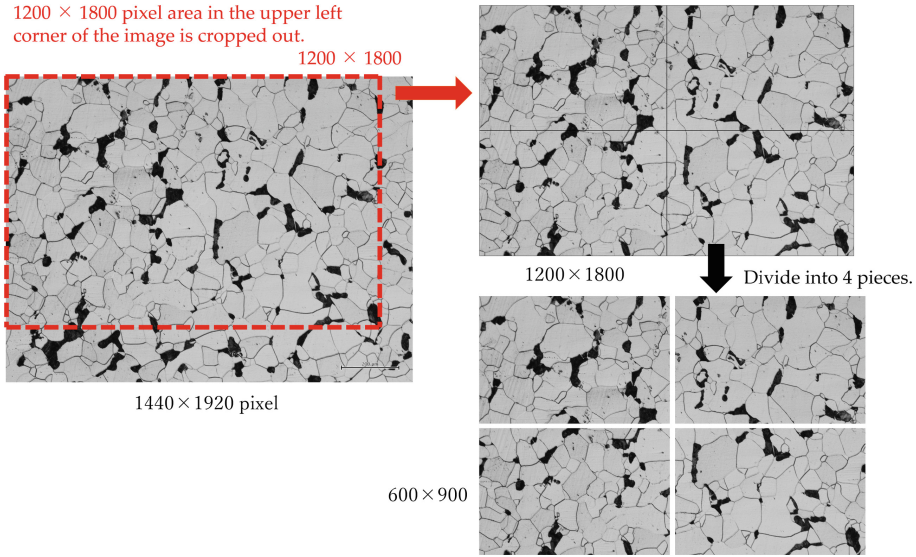 1200 × 1800 pixel area in the upper left
corner of the image is cropped out.
1200 × 1800
1440 × 1920 pixel
1200 × 1800
Divide into 4 pieces.
600 × 900